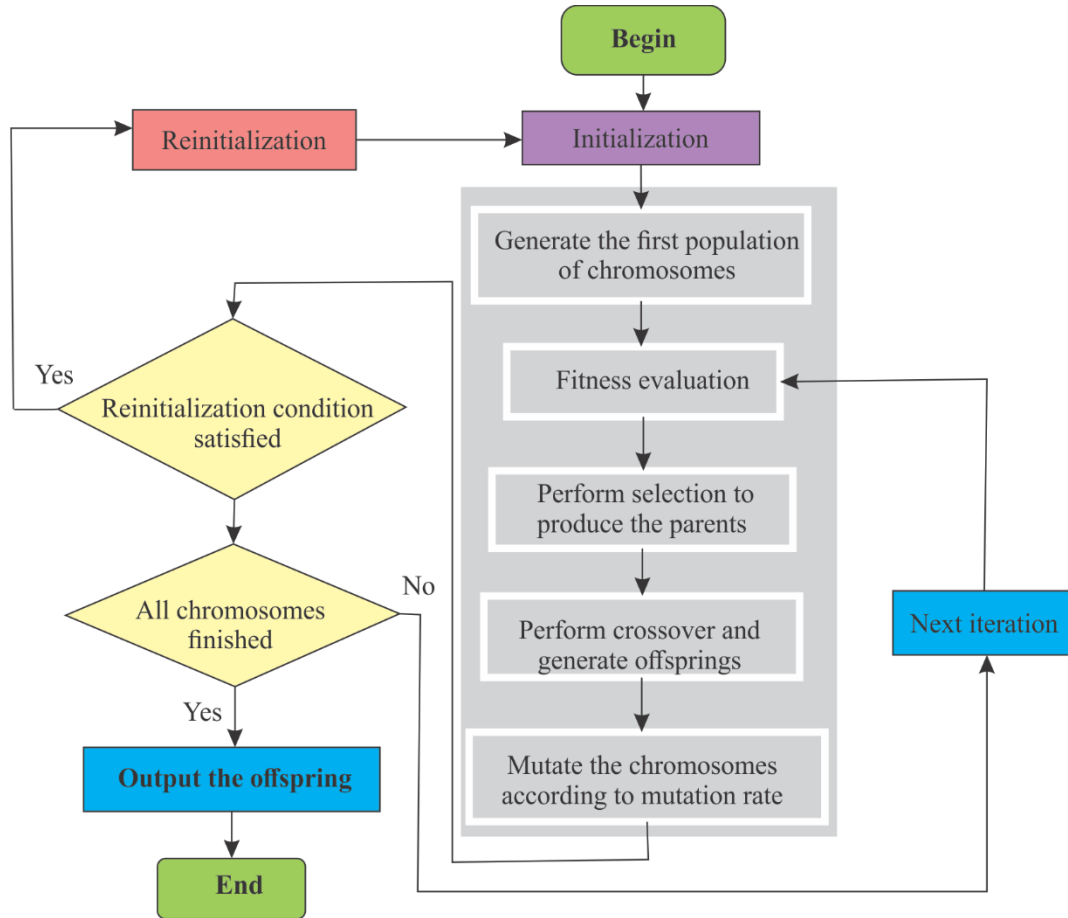 Begin
Reinitialization
Initialization
Generate the first population
of chromosomes
Yes
Fitness evaluation
Reinitialization condition
satisfied
Perform selection to
produce the parents
No
All chromosomes
finished
Perform crossover and
generate offsprings
Next iteration
Yes
Output the offspring
Mutate the chromosomes
according to mutation rate
End